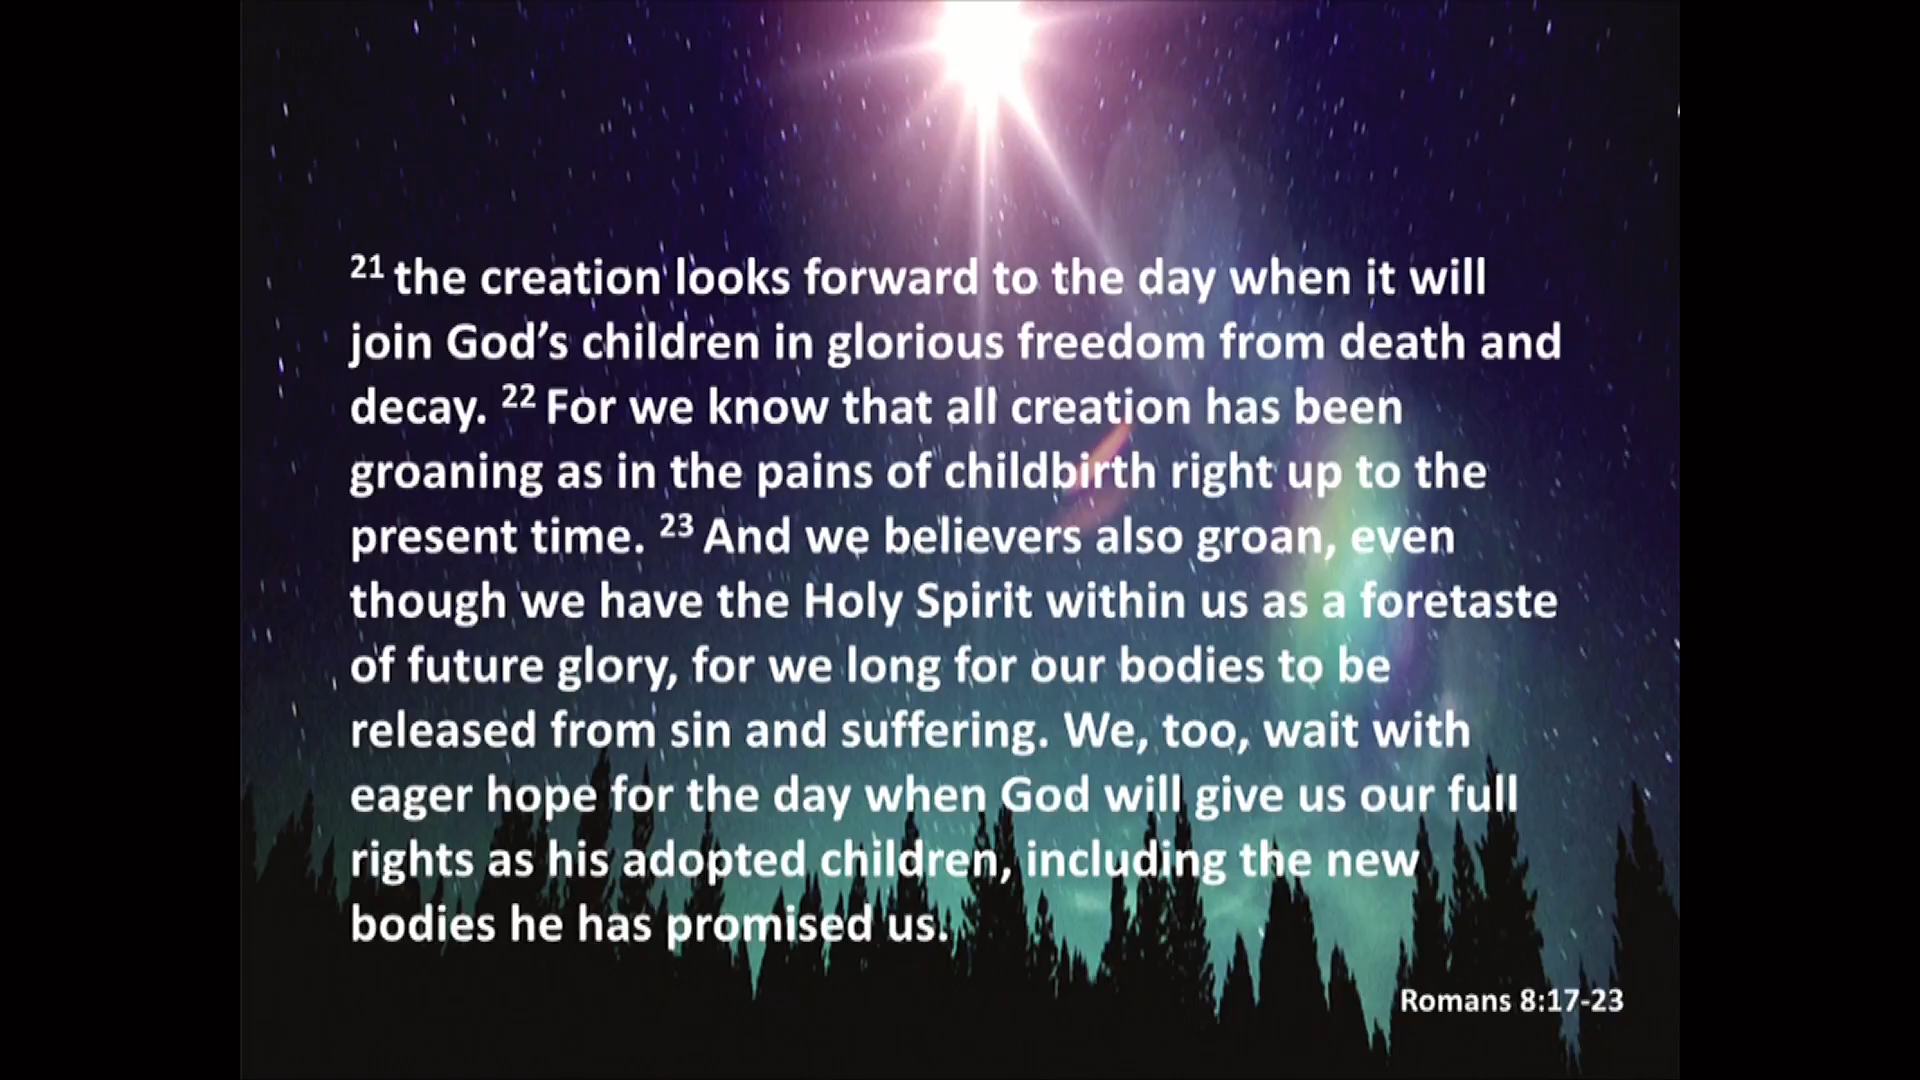 21 the creation looks forward to the day when it will
join God’s children in glorious freedom from death and
decay. 22 For we know that all creation has been
groaning as in the pains of childbirth right up to the
present time. 23 And we believers also groan, even
though we have the Holy Spirit within us as a foretaste
of future glory, for we long for our bodies to be
released from sin and suffering. We, too, wait with
eager hope for the day when God will give us our full
rights as his adopted children, including the new
bodies he has promised us.
Romans 8:17-23